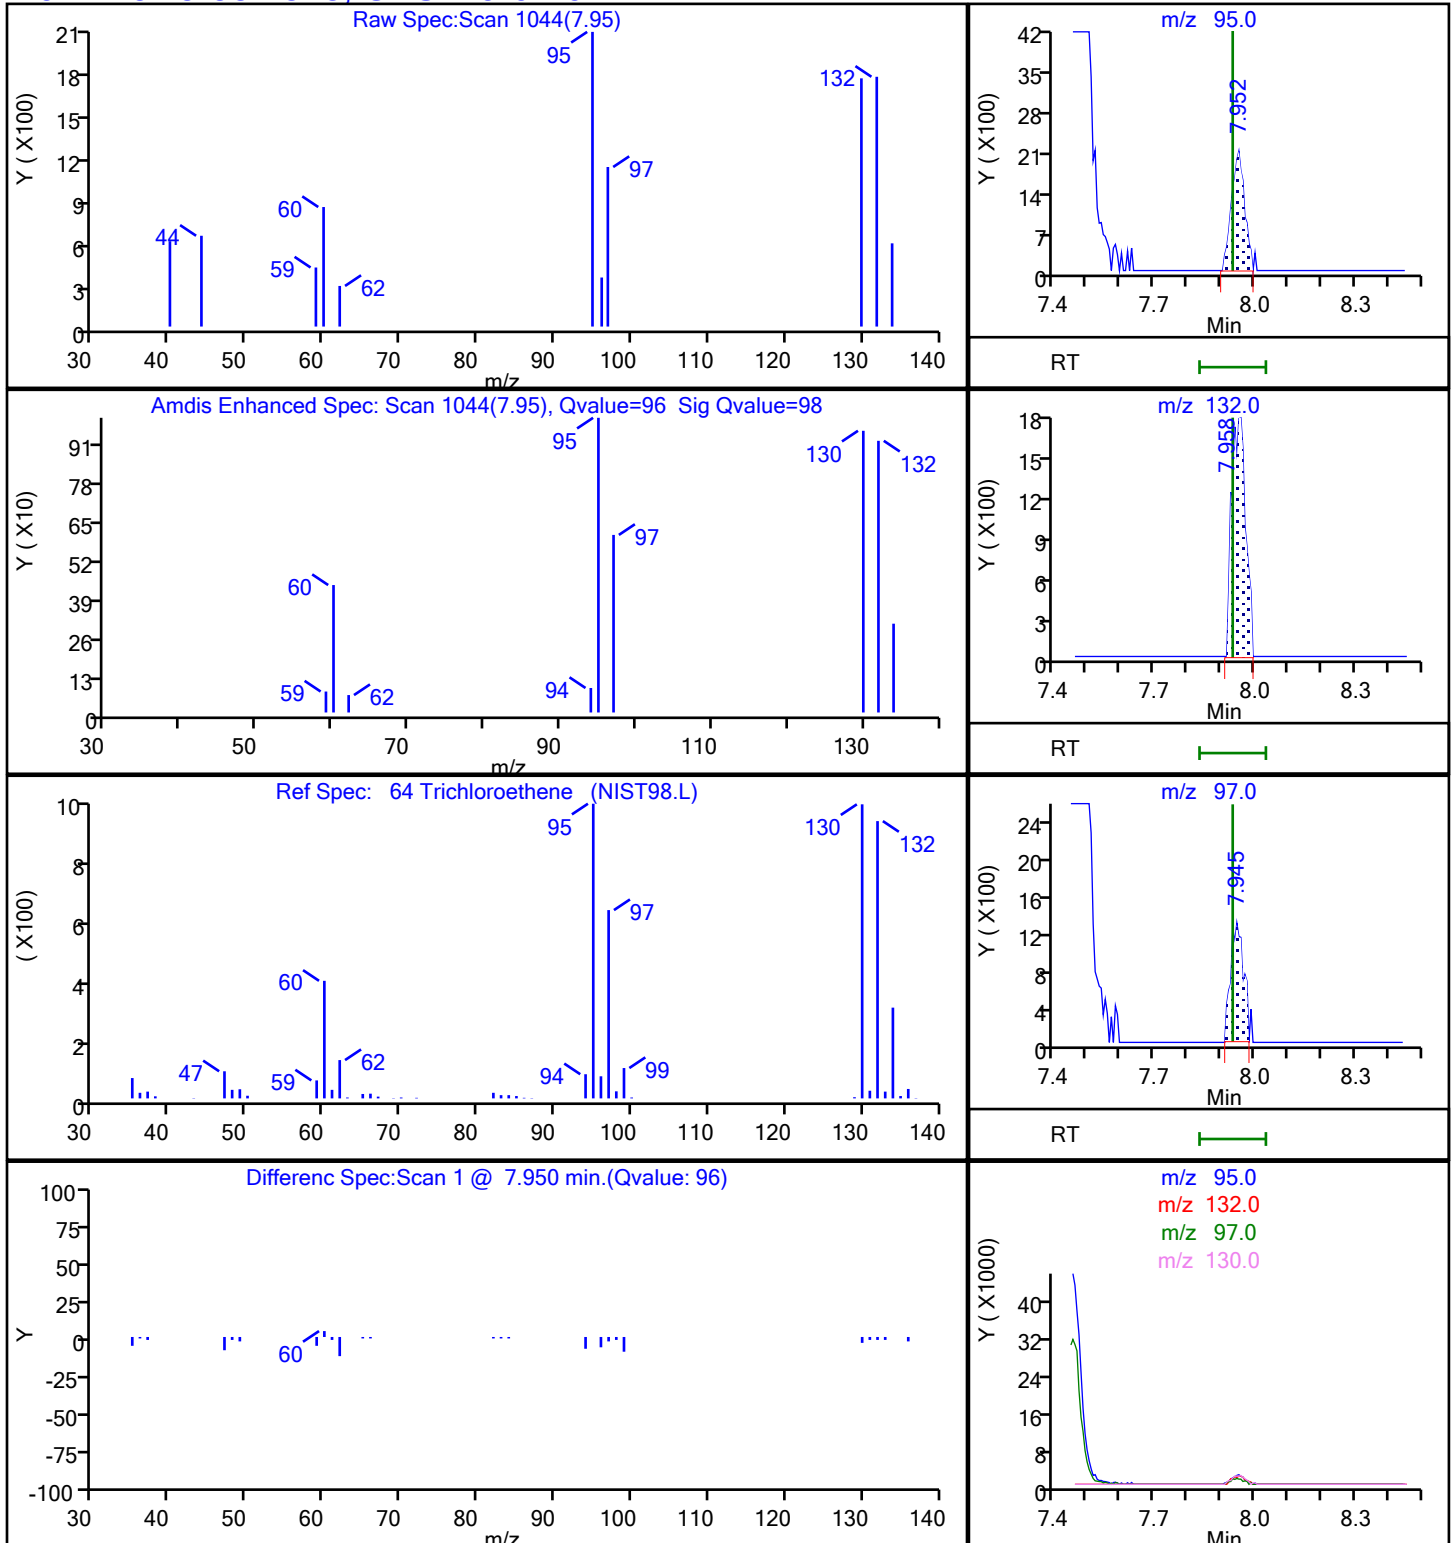 Raw Spec:Scan 1044(7.95)
Y ( X100)
21
18
15
12
9
6
3
0
44
59
60
62
95
97
132
30 40 50 60 70 80 90 100 110 120 130 140
m/z
m/z 95.0
Y ( X100)
42
35
28
21
14
7
0
7.952
7.4 7.7 8.0 8.3
Min
RT
Amdis Enhanced Spec: Scan 1044(7.95), Qvalue=96 Sig Qvalue=98
Y ( X10)
91
78
65
52
39
26
13
0
59
60
62
94
95
97
130
132
30 50 70 90 110 130
m/z
m/z 132.0
Y ( X100)
18
15
12
9
6
3
0
7.958
7.4 7.7 8.0 8.3
Min
RT
Ref Spec: 64 Trichloroethene (NIST98.L)
( X100)
10
8
6
4
2
0
47
59
60
62
94
95
97
99
130
132
30 40 50 60 70 80 90 100 110 120 130 140
m/z 97.0
Y ( X100)
24
20
16
12
8
4
0
7.945
7.4 7.7 8.0 8.3
Min
RT
Differenc Spec:Scan 1 @ 7.950 min.(Qvalue: 96)
Y
100
75
50
25
0
-25
-50
-75
-100
60
30 40 50 60 70 80 90 100 110 120 130 140
m/z
m/z 95.0
m/z 132.0
m/z 97.0
m/z 130.0
Y ( X1000)
40
32
24
16
8
0
7.4 7.7 8.0 8.3
Min